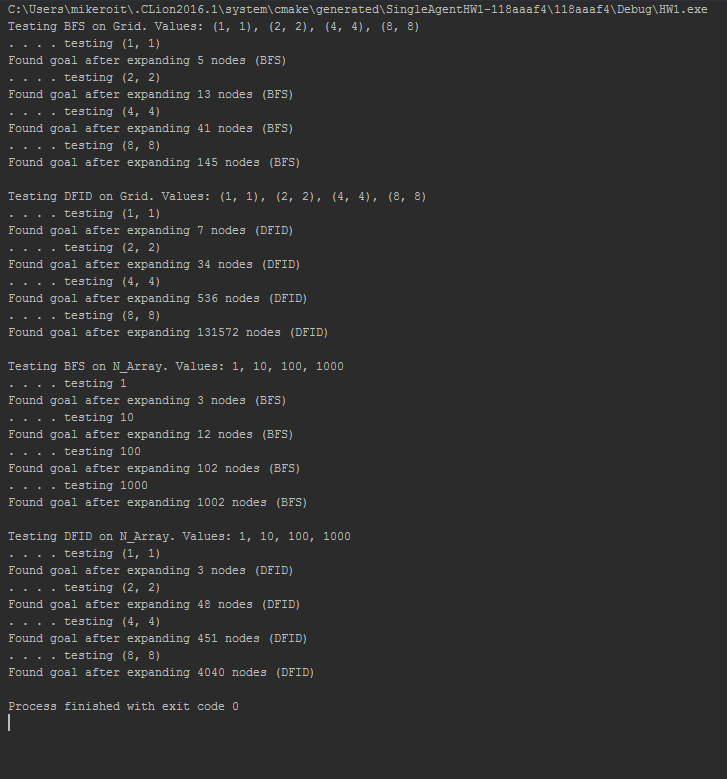 C:\Users\mikeroit\.CLion2016.1\system\cmake\generated\SingleAgentHW1-118aaaf4\118aaaf4\Debug\HW1.exe
Testing BFS on Grid. Values: (1, 1), (2, 2), (4, 4), (8, 8)
. . . . testing (1, 1)
Found goal after expanding 5 nodes (BFS)
. . . . testing (2, 2)
Found goal after expanding 13 nodes (BFS)
. . . . testing (4, 4)
Found goal after expanding 41 nodes (BFS)
. . . . testing (8, 8)
Found goal after expanding 145 nodes (BFS)

Testing DFID on Grid. Values: (1, 1), (2, 2), (4, 4), (8, 8)
. . . . testing (1, 1)
Found goal after expanding 7 nodes (DFID)
. . . . testing (2, 2)
Found goal after expanding 34 nodes (DFID)
. . . . testing (4, 4)
Found goal after expanding 536 nodes (DFID)
. . . . testing (8, 8)
Found goal after expanding 131572 nodes (DFID)

Testing BFS on N_Array. Values: 1, 10, 100, 1000
. . . . testing 1
Found goal after expanding 3 nodes (BFS)
. . . . testing 10
Found goal after expanding 12 nodes (BFS)
. . . . testing 100
Found goal after expanding 102 nodes (BFS)
. . . . testing 1000
Found goal after expanding 1002 nodes (BFS)

Testing DFID on N_Array. Values: 1, 10, 100, 1000
. . . . testing (1, 1)
Found goal after expanding 3 nodes (DFID)
. . . . testing (2, 2)
Found goal after expanding 48 nodes (DFID)
. . . . testing (4, 4)
Found goal after expanding 451 nodes (DFID)
. . . . testing (8, 8)
Found goal after expanding 4040 nodes (DFID)

Process finished with exit code 0